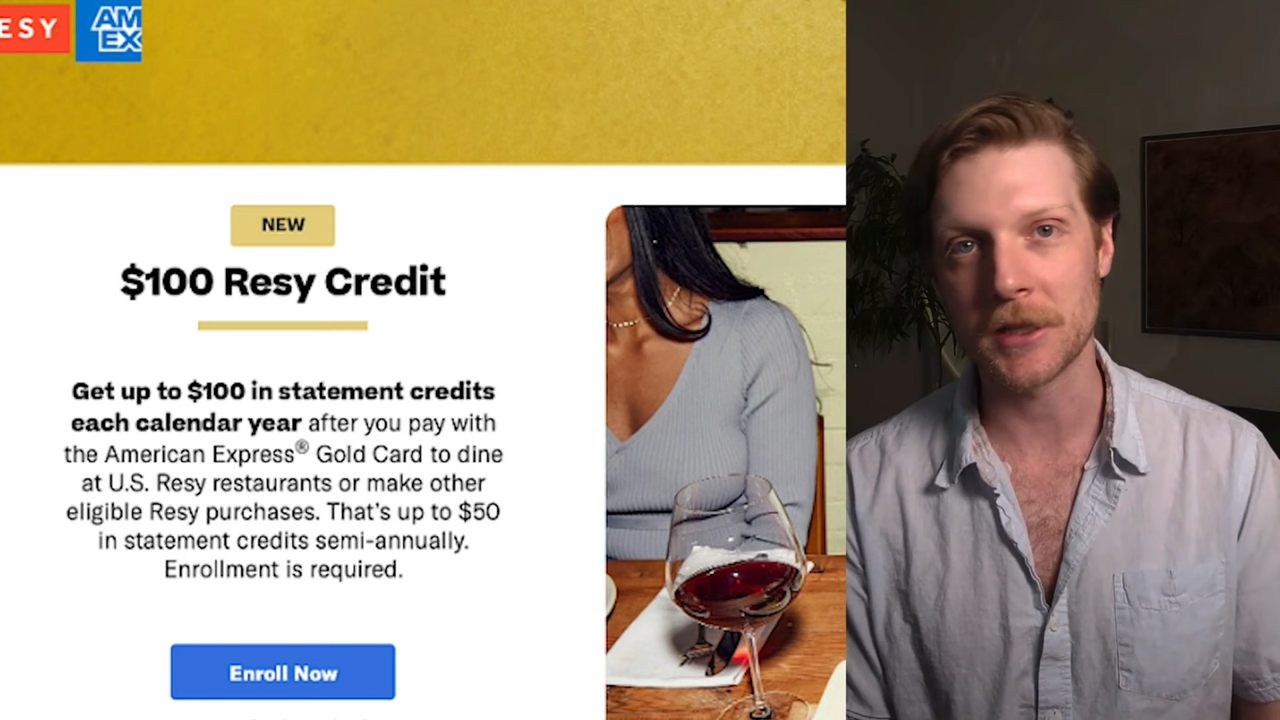 ESY
AM
EX
NEW
$100 Resy Credit
Get up to $100 in statement credits
each calendar year after you pay with
the American Express® Gold Card to dine
at U.S. Resy restaurants or make other
eligible Resy purchases. That's up to $50
in statement credits semi-annually.
Enrollment is required.
Enroll Now